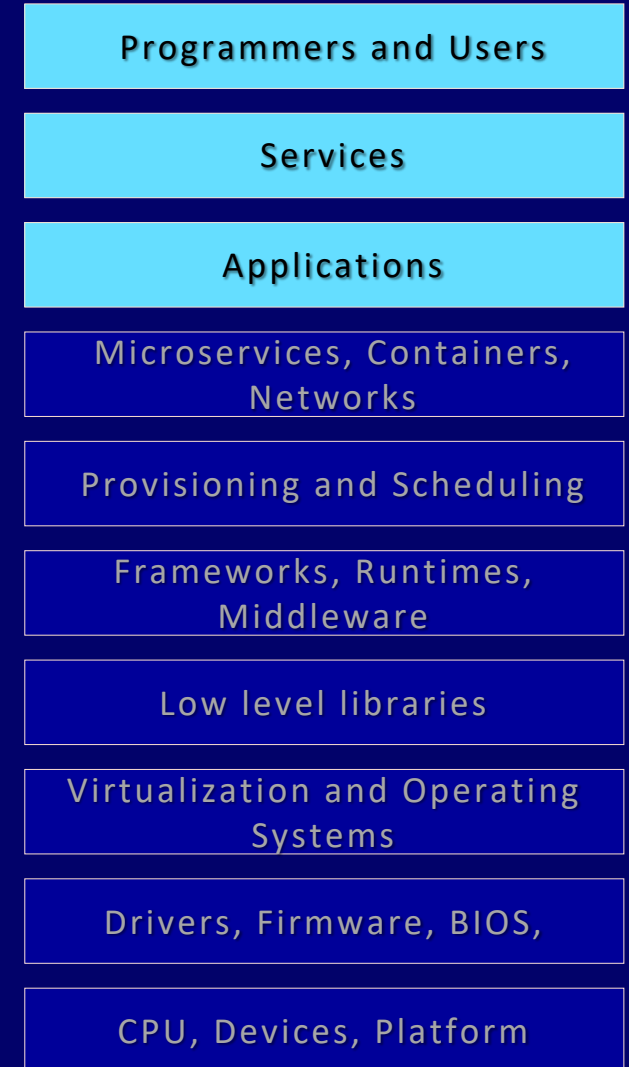 Programmers and Users
Services
Applications
Microservices, Containers,
Networks
Provisioning and Scheduling
Frameworks, Runtimes,
Middleware
Low level libraries
Virtualization and Operating
Systems
Drivers, Firmware, BIOS,
CPU, Devices, Platform